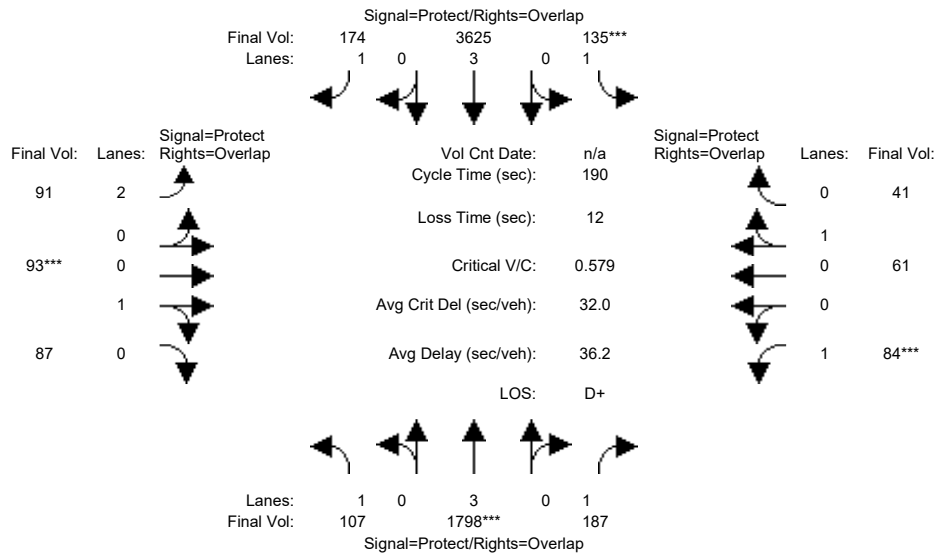 Signal=Protect/Rights=Overlap
Final Vol: 174 3625 135***
Lanes: 1 0 3 0 1
Signal=Protect
Final Vol: Lanes: Rights=Overlap
Vol Cnt Date: n/a
Signal=Protect
Rights=Overlap Lanes: Final Vol:
Cycle Time (sec): 190
91 2
0 41
Loss Time (sec): 12
0
1
93*** 0
Critical V/C: 0.579
0 61
1
Avg Crit Del (sec/veh): 32.0
0
87 0
Avg Delay (sec/veh): 36.2
1 84***
LOS: D+
Lanes: 1 0 3 0 1
Final Vol: 107 1798*** 187
Signal=Protect/Rights=Overlap